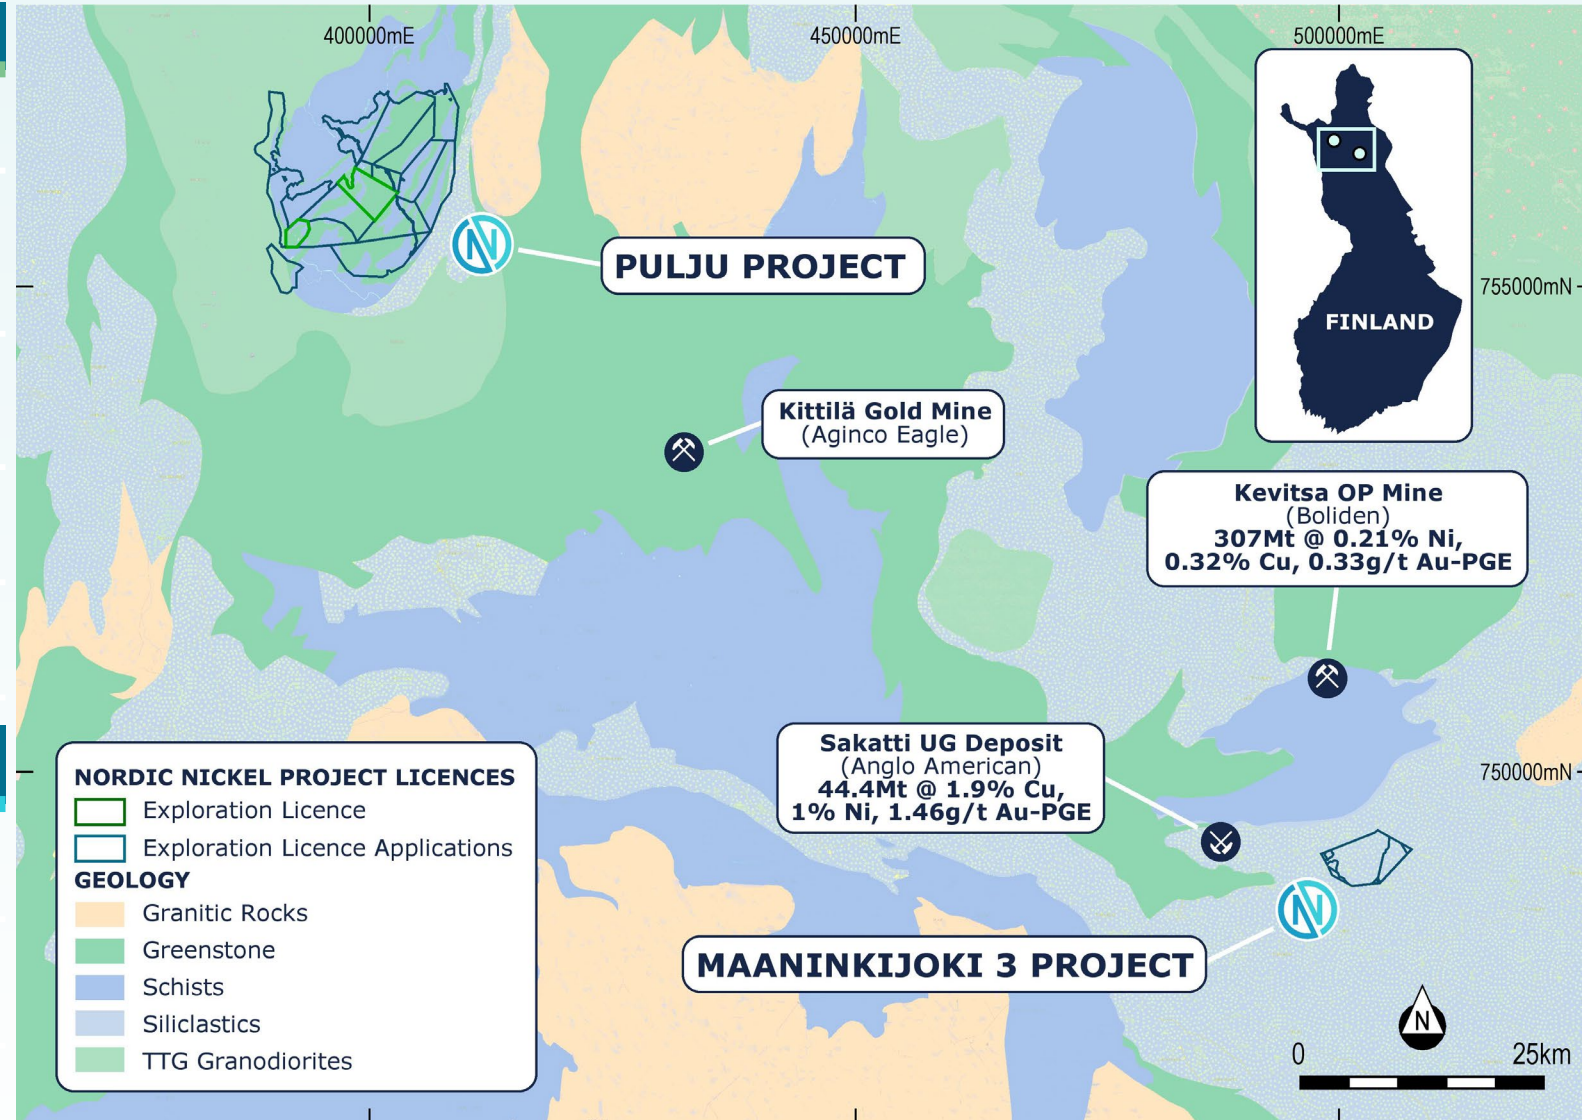 400000mE
450000mE
500000mE
PULJU PROJECT
755000mN
FINLAND
Kittilä Gold Mine
(Aginco Eagle)
Kevitsa OP Mine
(Boliden)
307Mt @ 0.21% Ni,
0.32% Cu, 0.33g/t Au-PGE
Sakatti UG Deposit
(Anglo American)
44.4Mt @ 1.9% Cu,
1% Ni, 1.46g/t Au-PGE
750000mN
MAANINKIJOKI 3 PROJECT
NORDIC NICKEL PROJECT LICENCES
Exploration Licence
Exploration Licence Applications
GEOLOGY
Granitic Rocks
Greenstone
Schists
Siliclastics
TTG Granodiorites
N
0 25km